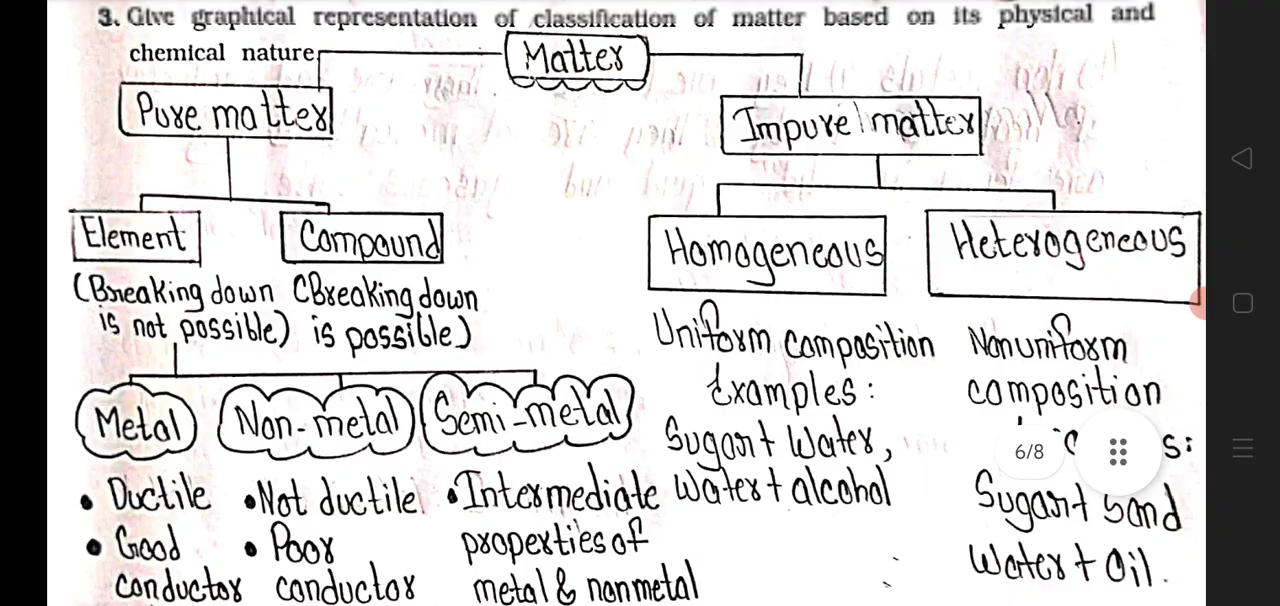 3. Give graphical representation of classification of matter based on its physical and
chemical nature.
Matter
Pure matter
Impure matter
Element
Compound
Homogeneous
Heterogeneous
(Breaking down
is not possible)
(Breaking down
is possible)
Metal
Non-metal
Semi-metal
• Ductile
• Good
conductor
• Not ductile
• Poor
conductor
• Intermediate
properties of
metal & nonmetal
Uniform composition
Examples:
Sugar + Water,
Water + alcohol
Nonuniform
composition
s:
Sugar + Sand
Water + Oil.
6/8